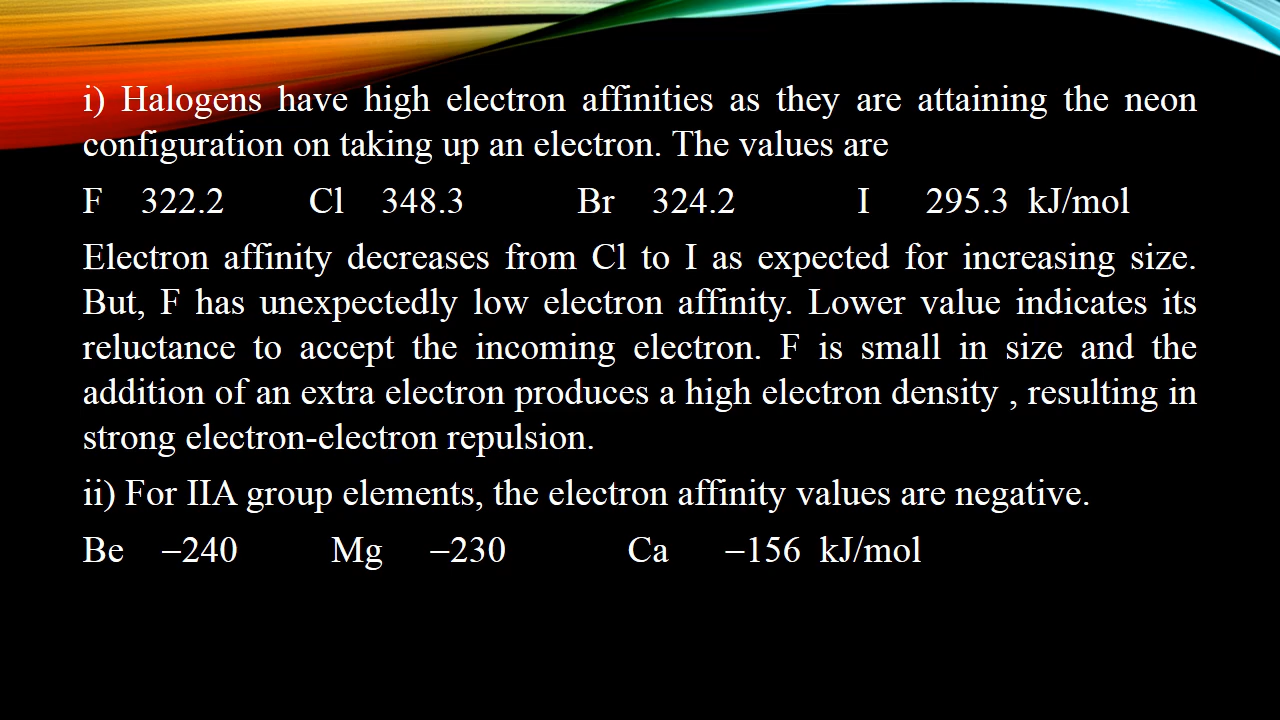 i) Halogens have high electron affinities as they are attaining the neon
configuration on taking up an electron. The values are
F 322.2 Cl 348.3 Br 324.2 I 295.3 kJ/mol
Electron affinity decreases from Cl to I as expected for increasing size.
But, F has unexpectedly low electron affinity. Lower value indicates its
reluctance to accept the incoming electron. F is small in size and the
addition of an extra electron produces a high electron density , resulting in
strong electron-electron repulsion.
ii) For IIA group elements, the electron affinity values are negative.
Be –240 Mg –230 Ca –156 kJ/mol